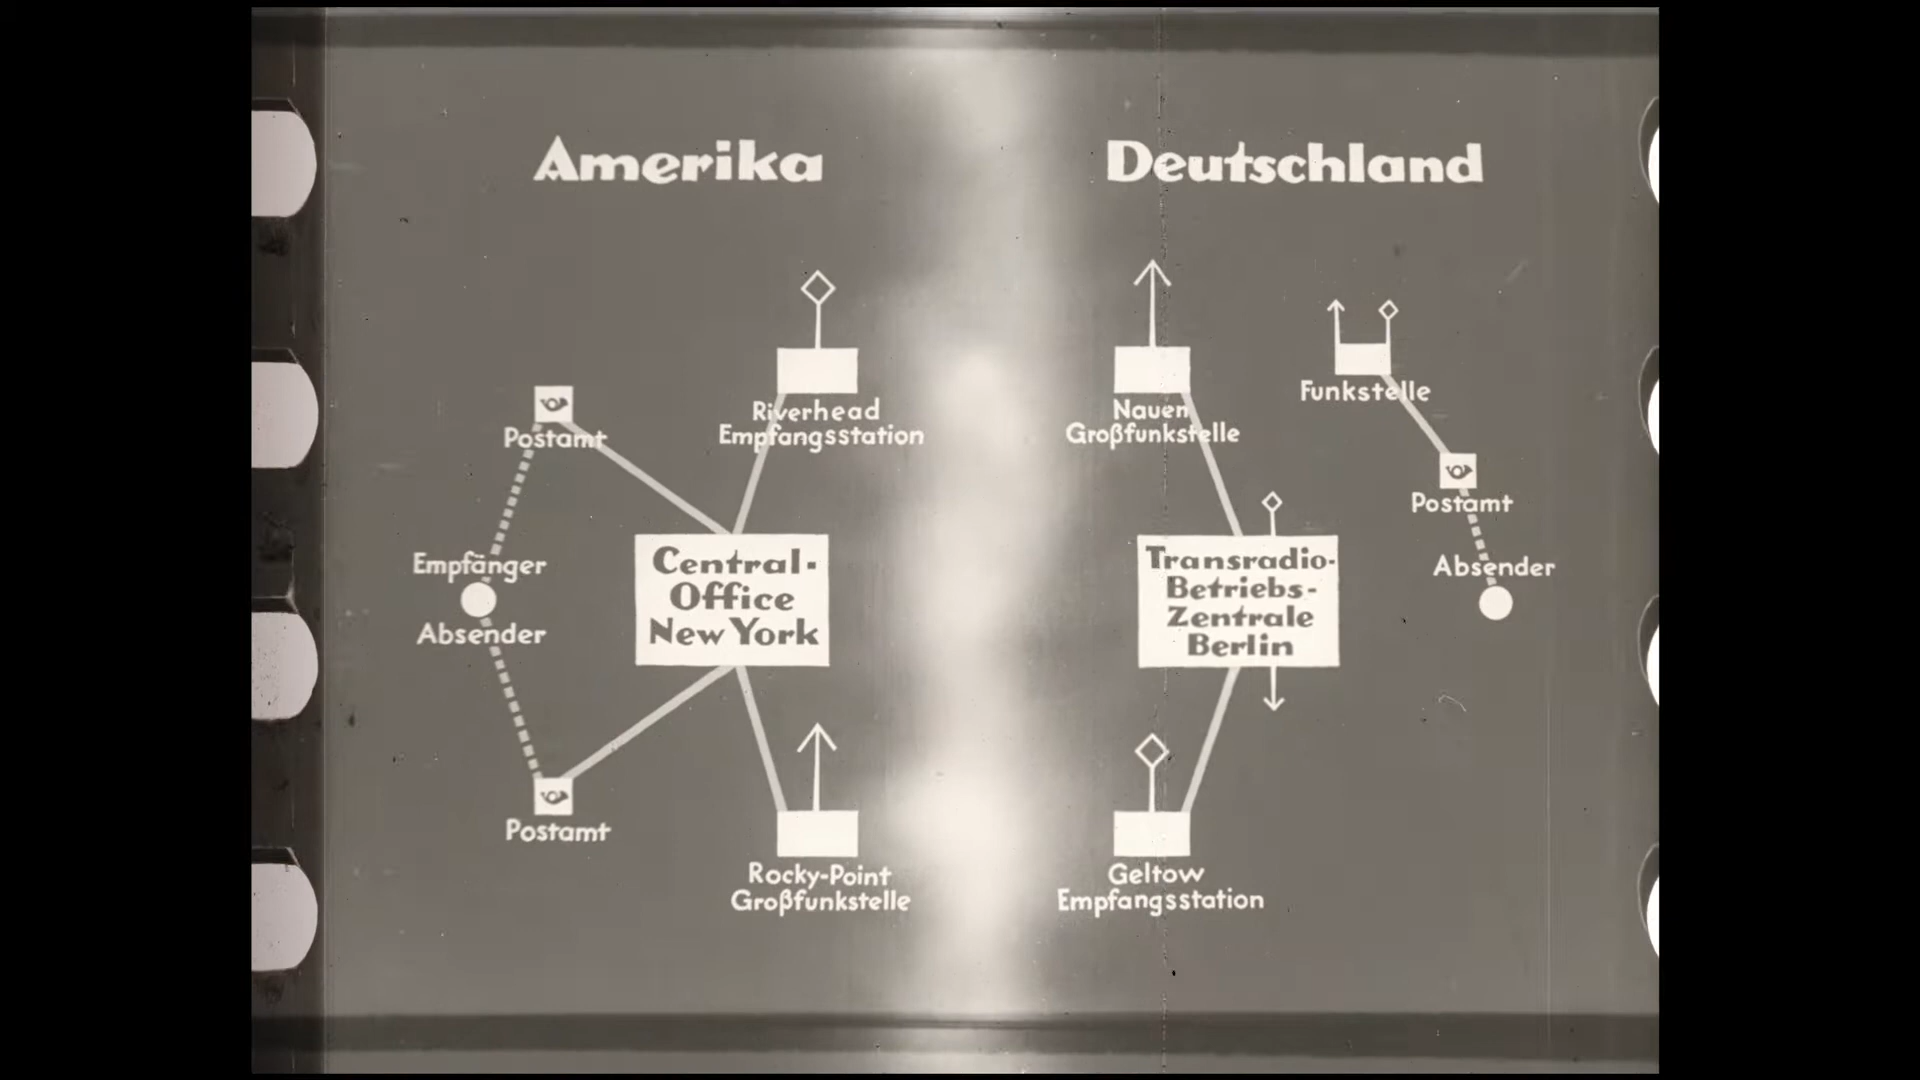 Amerika
Deutschland
Riverhead
Empfangsstation
Postamt
Empfänger
Absender
Central-
Office
New York
Postamt
Rocky-Point
Großfunkstelle
Nauen
Großfunkstelle
Funkstelle
Postamt
Absender
Transradio-
Betriebs-
Zentrale
Berlin
Geltow
Empfangsstation